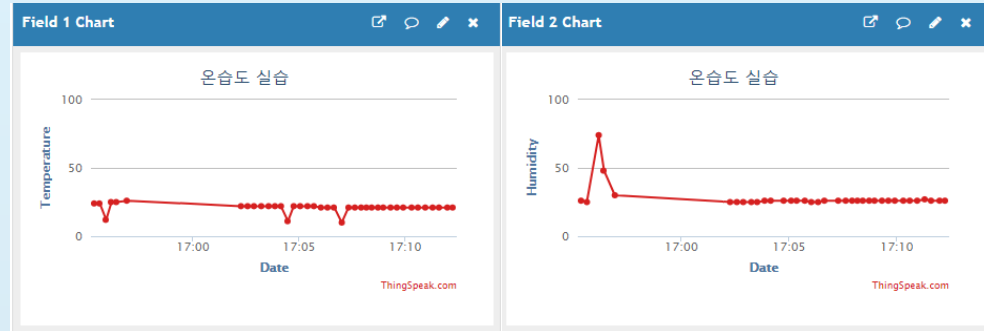 Field 1 Chart
온습도 실습
100
50
0
Temperature
17:00 17:05 17:10
Date
ThingSpeak.com
Field 2 Chart
온습도 실습
100
50
0
Humidity
17:00 17:05 17:10
Date
ThingSpeak.com